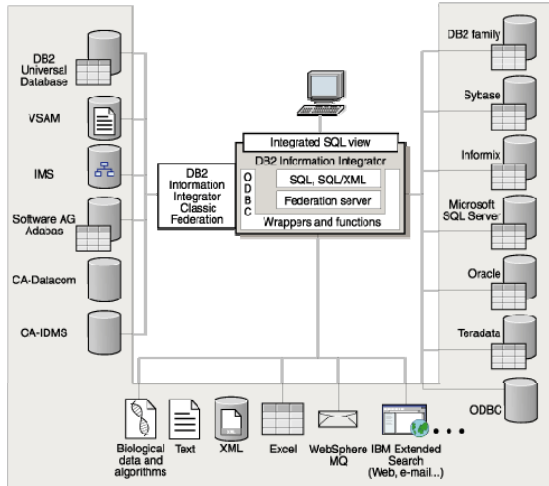 DB2
Universal
Database
VSAM
IMS
Software AG
Adabas
CA-Datacom
CA-IDMS
DB2
Information
Integrator
Classic
Federation
Integrated SQL view
DB2 Information Integrator
ODBC
SQL, SQL/XML
Federation server
Wrappers and functions
DB2 family
Sybase
Informix
Microsoft
SQL Server
Oracle
Teradata
ODBC
Biological
data and
algorithms
Text
XML
XML
Excel
WebSphere
MQ
IBM Extended
Search
(Web, e-mail...)